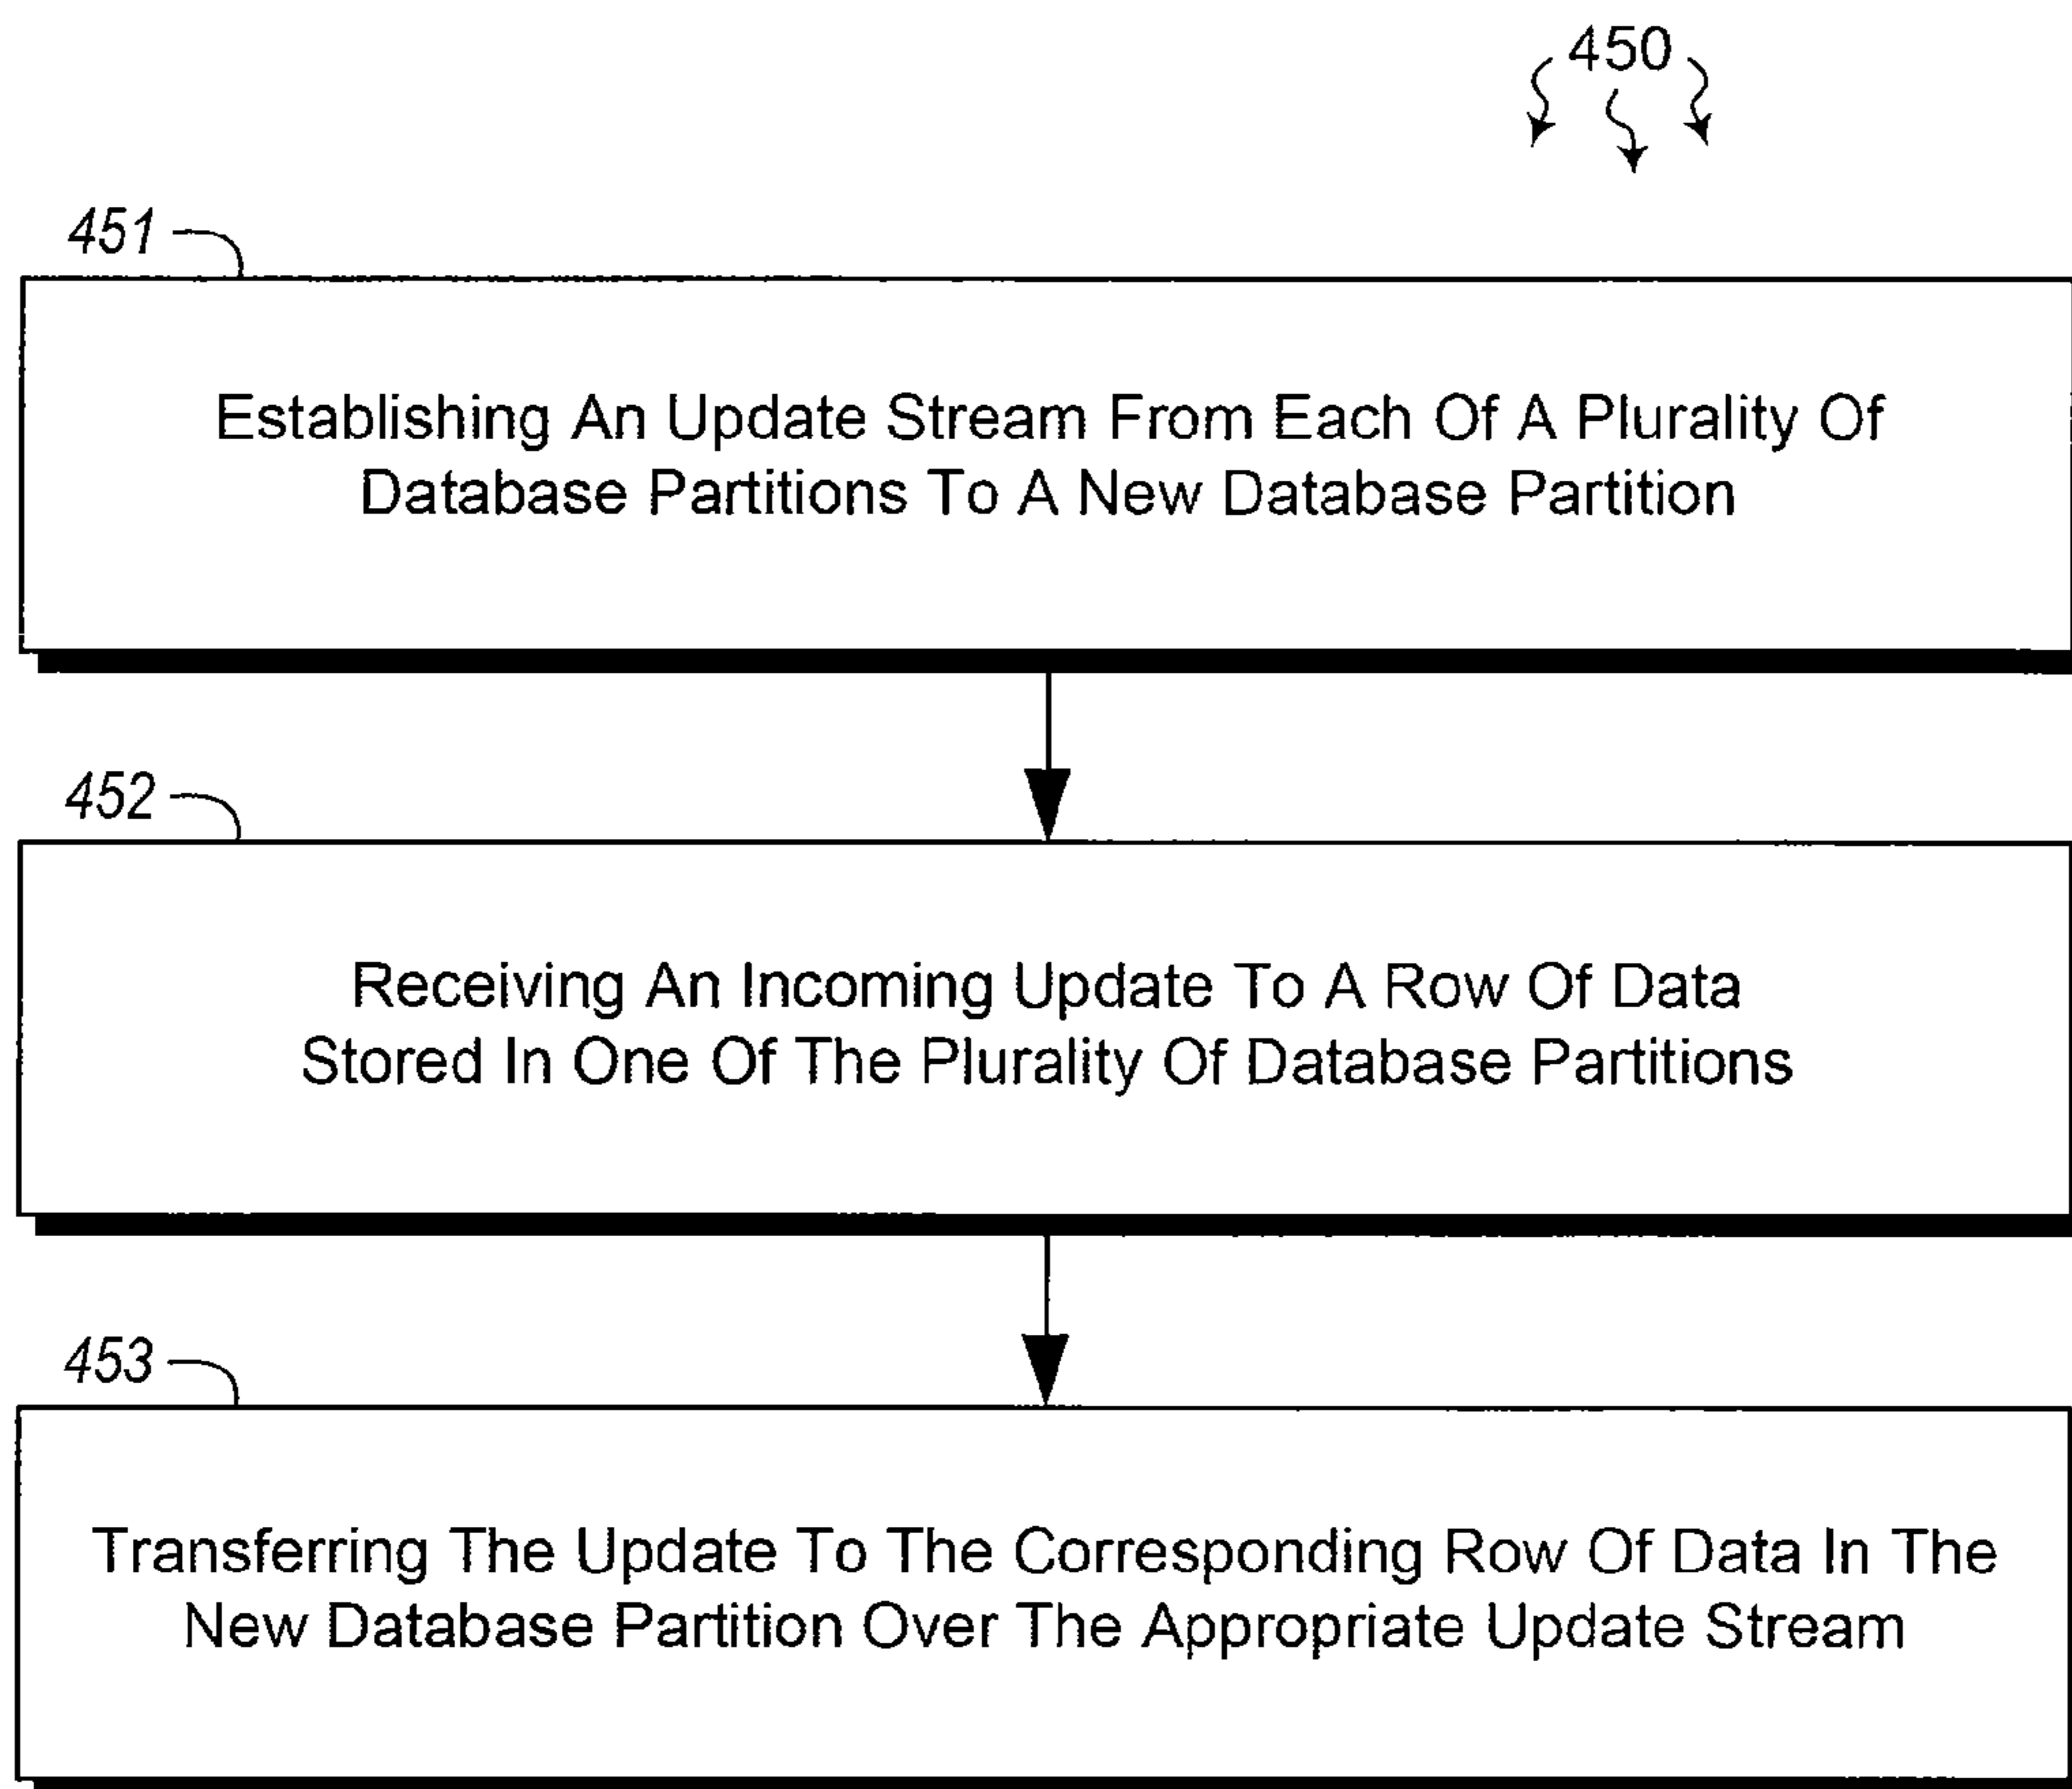 450
451
Establishing An Update Stream From Each Of A Plurality Of
Database Partitions To A New Database Partition
452
Receiving An Incoming Update To A Row Of Data
Stored In One Of The Plurality Of Database Partitions
453
Transferring The Update To The Corresponding Row Of Data In The
New Database Partition Over The Appropriate Update Stream